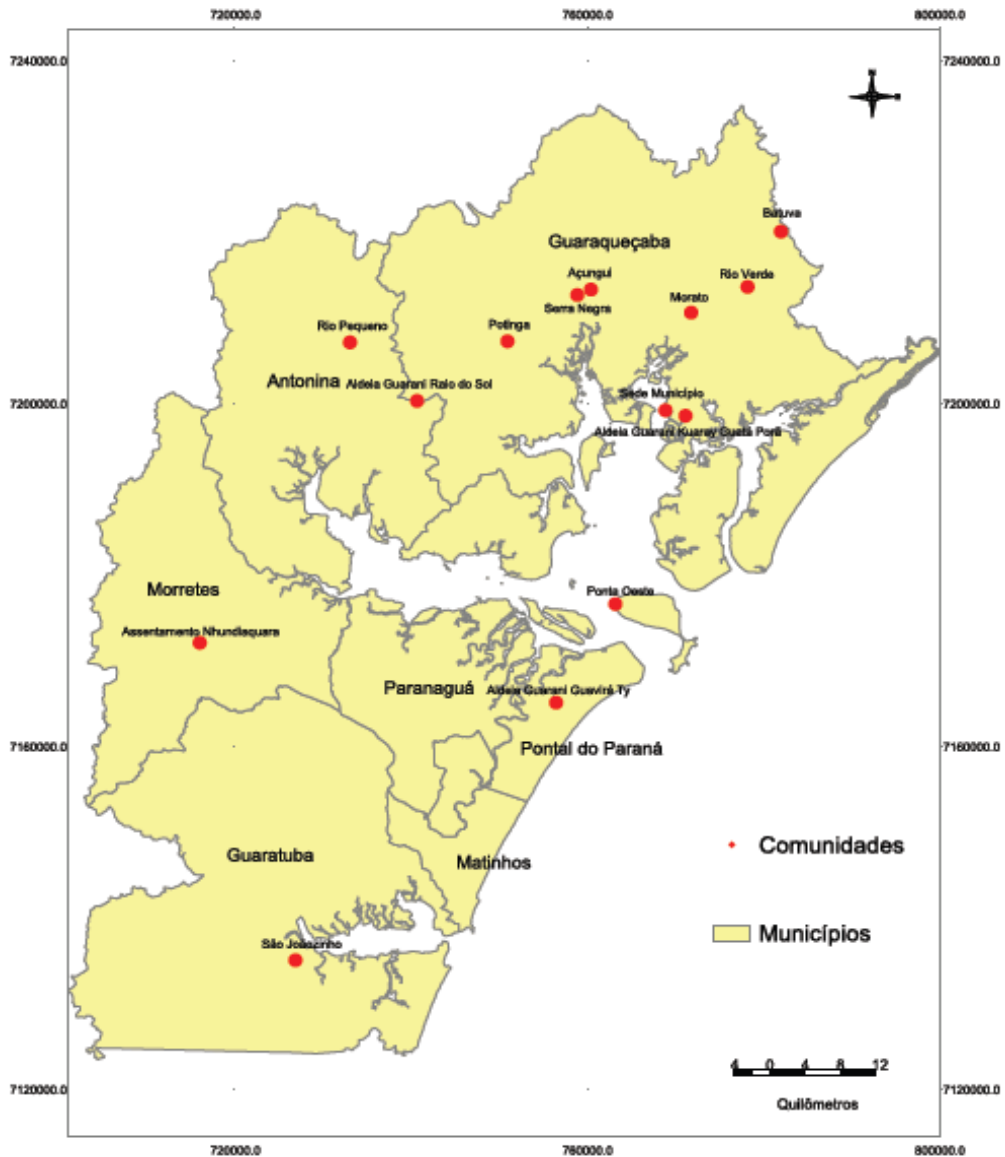 720000.0 760000.0 800000.0
7240000.0 7240000.0
N
Batuva
Guaraqueçaba
Açungui
Rio Verde
Serra Negra
Morato
Rio Pequeno
Potinga
Antonina
Aldeia Guarani Raio do Sol
Sede Município
7200000.0 7200000.0
Aldeia Guarani Kuaray Guatá Porã
Morretes
Ponta Oeste
Assentamento Nhundiaquara
Paranaguá
Aldeia Guarani Guavirá Ty
7160000.0 7160000.0
Pontal do Paraná
Comunidades
Guaratuba
Matinhos
Municípios
São Joãozinho
4 0 4 8 12
7120000.0 7120000.0
Quilômetros
720000.0 760000.0 800000.0